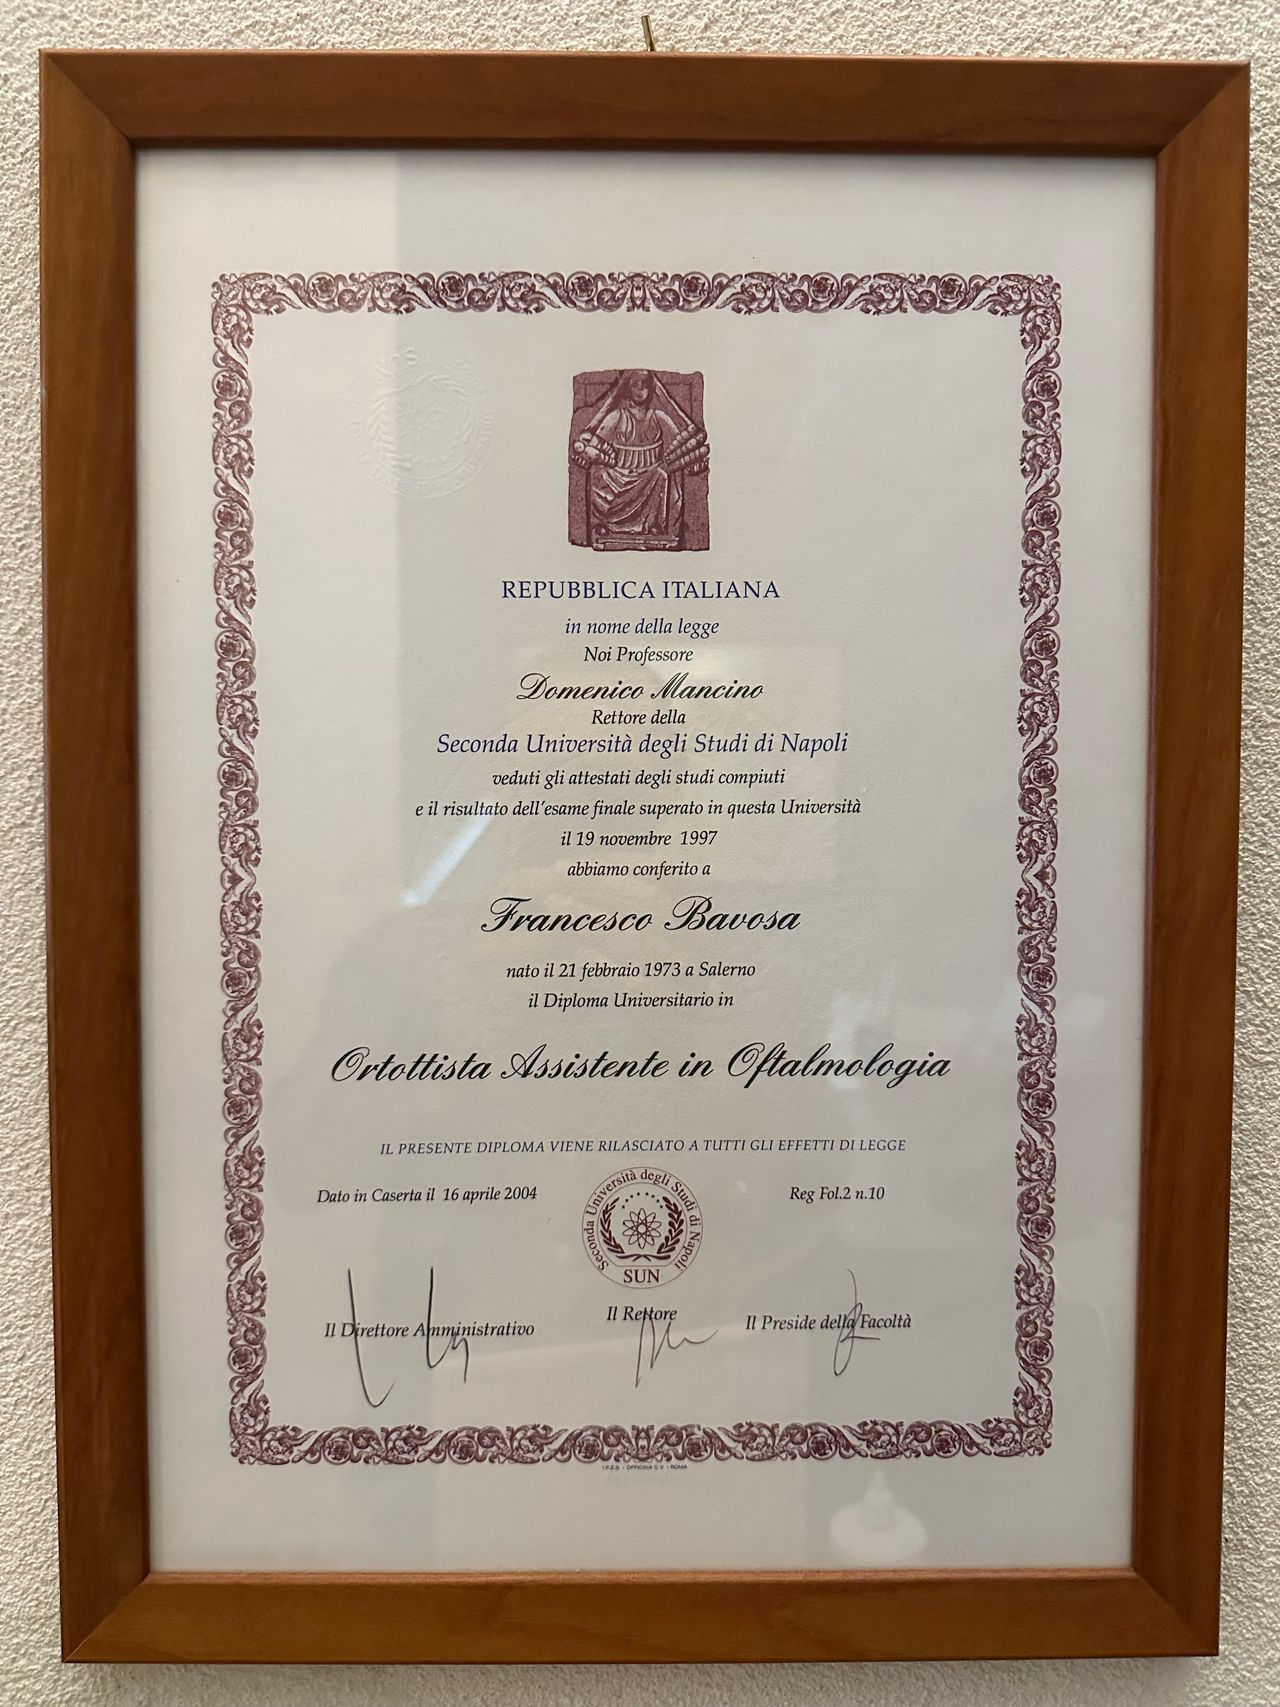 REPUBBLICA ITALIANA
in nome della legge
Noi Professore
Domenico Mancino
Rettore della
Seconda Università degli Studi di Napoli
veduti gli attestati degli studi compiuti
e il risultato dell'esame finale superato in questa Università
il 19 novembre 1997
abbiamo conferito a
Francesco Bavosa
nato il 21 febbraio 1973 a Salerno
il Diploma Universitario in
Ortottista Assistente in Oftalmologia
IL PRESENTE DIPLOMA VIENE RILASCIATO A TUTTI GLI EFFETTI DI LEGGE
Dato in Caserta il 16 aprile 2004
Seconda Università degli Studi di Napoli
SUN
Reg Fol.2 n.10
Il Direttore Amministrativo
Il Rettore
Il Preside della Facoltà
I.P.Z.S. - OFFICINA C.V. - ROMA